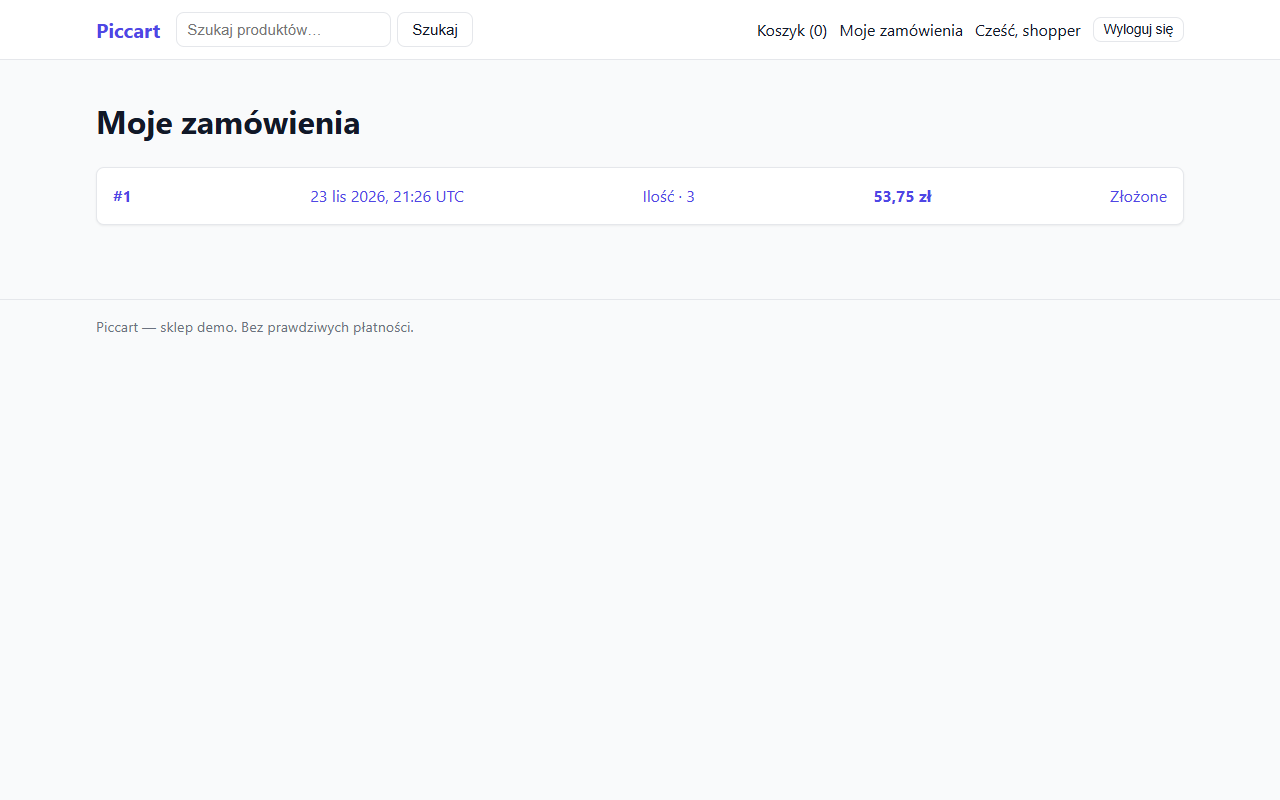 Piccart Szukaj produktów… Szukaj Koszyk (0) Moje zamówienia Cześć, shopper Wyloguj się
Moje zamówienia
#1 23 lis 2026, 21:26 UTC Ilość · 3 53,75 zł Złożone
Piccart — sklep demo. Bez prawdziwych płatności.